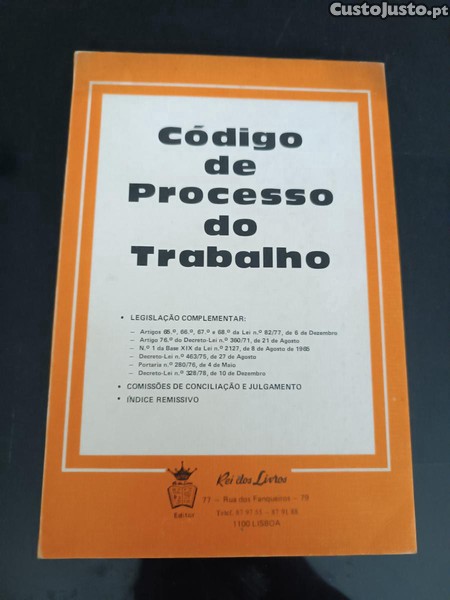 CustoJusto.pt
Código
de
Processo
do
Trabalho
• LEGISLAÇÃO COMPLEMENTAR:
— Artigos 65.º, 66.º, 67.º e 68.º da Lei n.º 82/77, de 6 de Dezembro
— Artigo 76.º do Decreto-Lei n.º 360/71, de 21 de Agosto
— N.º 1 da Base XIX da Lei n.º 2127, de 8 de Agosto de 1965
— Decreto-Lei n.º 463/75, de 27 de Agosto
— Portaria n.º 280/76, de 4 de Maio
— Decreto-Lei n.º 328/78, de 10 de Dezembro
• COMISSÕES DE CONCILIAÇÃO E JULGAMENTO
• ÍNDICE REMISSIVO
Rei dos Livros
77 — Rua dos Fanqueiros — 79
Editor
1100 LISBOA